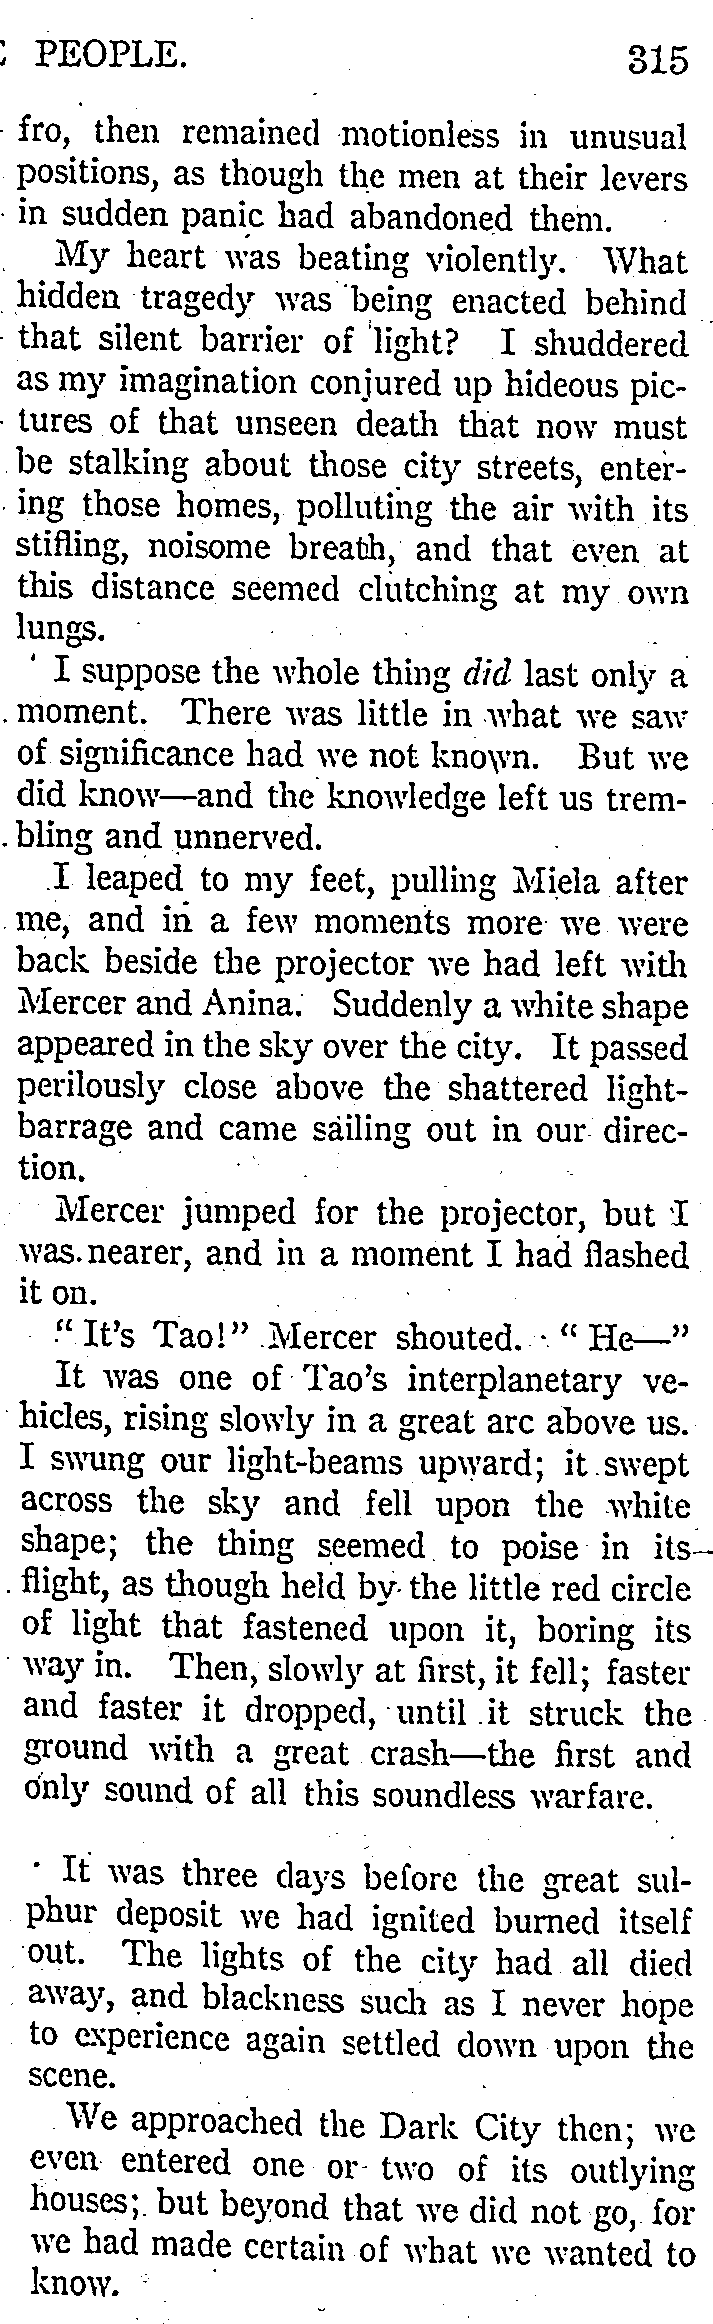 PEOPLE. 315
fro, then remained motionless in unusual
positions, as though the men at their levers
in sudden panic had abandoned them.
My heart was beating violently. What
hidden tragedy was being enacted behind
that silent barrier of light? I shuddered
as my imagination conjured up hideous pic-
tures of that unseen death that now must
be stalking about those city streets, enter-
ing those homes, polluting the air with its
stifling, noisome breath, and that even at
this distance seemed clutching at my own
lungs.
I suppose the whole thing did last only a
moment. There was little in what we saw
of significance had we not known. But we
did know—and the knowledge left us trem-
bling and unnerved.
I leaped to my feet, pulling Miela after
me, and in a few moments more we were
back beside the projector we had left with
Mercer and Anina. Suddenly a white shape
appeared in the sky over the city. It passed
perilously close above the shattered light-
barrage and came sailing out in our direc-
tion.
Mercer jumped for the projector, but I
was nearer, and in a moment I had flashed
it on.
"It's Tao!" Mercer shouted. "He—"
It was one of Tao's interplanetary ve-
hicles, rising slowly in a great arc above us.
I swung our light-beams upward; it swept
across the sky and fell upon the white
shape; the thing seemed to poise in its
flight, as though held by the little red circle
of light that fastened upon it, boring its
way in. Then, slowly at first, it fell; faster
and faster it dropped, until it struck the
ground with a great crash—the first and
only sound of all this soundless warfare.
It was three days before the great sul-
phur deposit we had ignited burned itself
out. The lights of the city had all died
away, and blackness such as I never hope
to experience again settled down upon the
scene.
We approached the Dark City then; we
even entered one or two of its outlying
houses; but beyond that we did not go, for
we had made certain of what we wanted to
know.